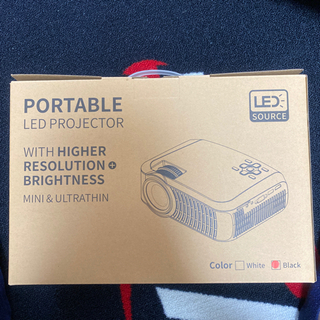 PORTABLE
LED PROJECTOR
WITH HIGHER
RESOLUTION +
BRIGHTNESS
MINI & ULTRATHIN
LED
SOURCE
Color White Black